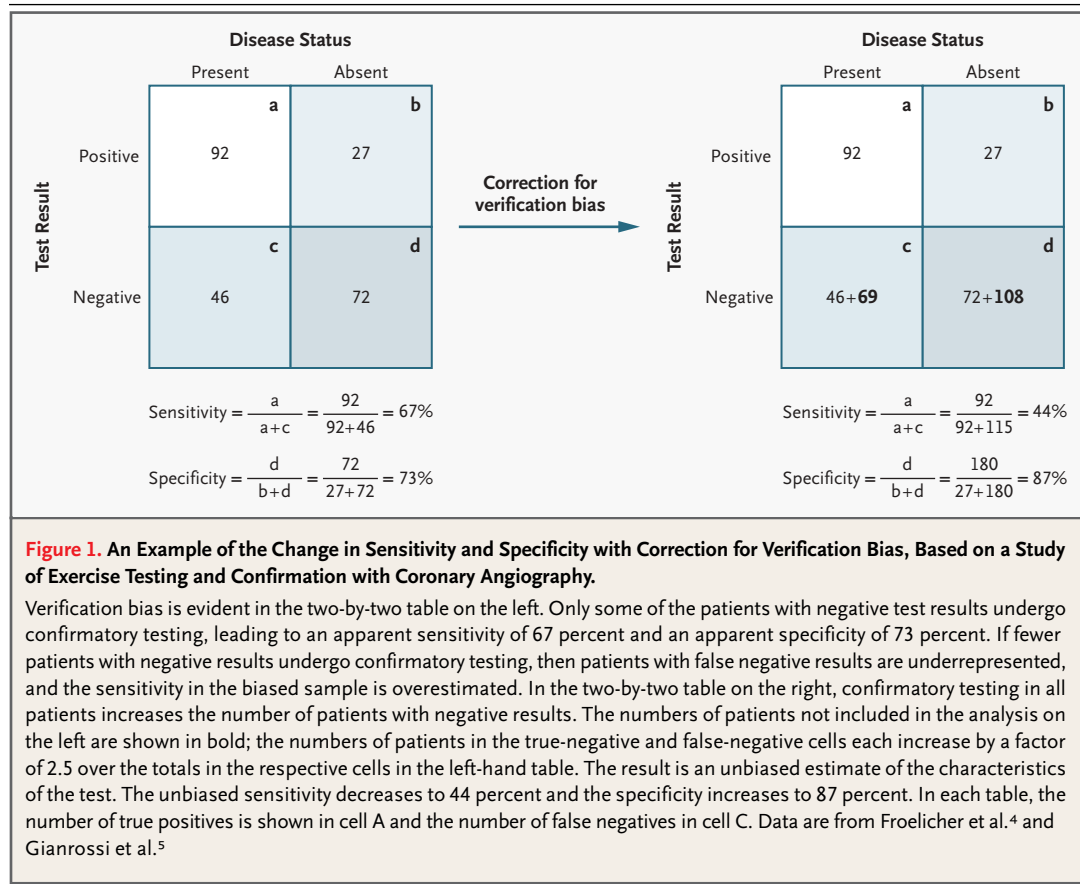 Disease Status
Present Absent
a b
Positive 92 27
Test Result
c d
Negative 46 72
Sensitivity = a / a+c = 92 / 92+46 = 67%
Specificity = d / b+d = 72 / 27+72 = 73%
Correction for
verification bias
Disease Status
Present Absent
a b
Positive 92 27
Test Result
c d
Negative 46+69 72+108
Sensitivity = a / a+c = 92 / 92+115 = 44%
Specificity = d / b+d = 180 / 27+180 = 87%
Figure 1. An Example of the Change in Sensitivity and Specificity with Correction for Verification Bias, Based on a Study
of Exercise Testing and Confirmation with Coronary Angiography.
Verification bias is evident in the two-by-two table on the left. Only some of the patients with negative test results undergo
confirmatory testing, leading to an apparent sensitivity of 67 percent and an apparent specificity of 73 percent. If fewer
patients with negative results undergo confirmatory testing, then patients with false negative results are underrepresented,
and the sensitivity in the biased sample is overestimated. In the two-by-two table on the right, confirmatory testing in all
patients increases the number of patients with negative results. The numbers of patients not included in the analysis on
the left are shown in bold; the numbers of patients in the true-negative and false-negative cells each increase by a factor
of 2.5 over the totals in the respective cells in the left-hand table. The result is an unbiased estimate of the characteristics
of the test. The unbiased sensitivity decreases to 44 percent and the specificity increases to 87 percent. In each table, the
number of true positives is shown in cell A and the number of false negatives in cell C. Data are from Froelicher et al.⁴ and
Gianrossi et al.⁵